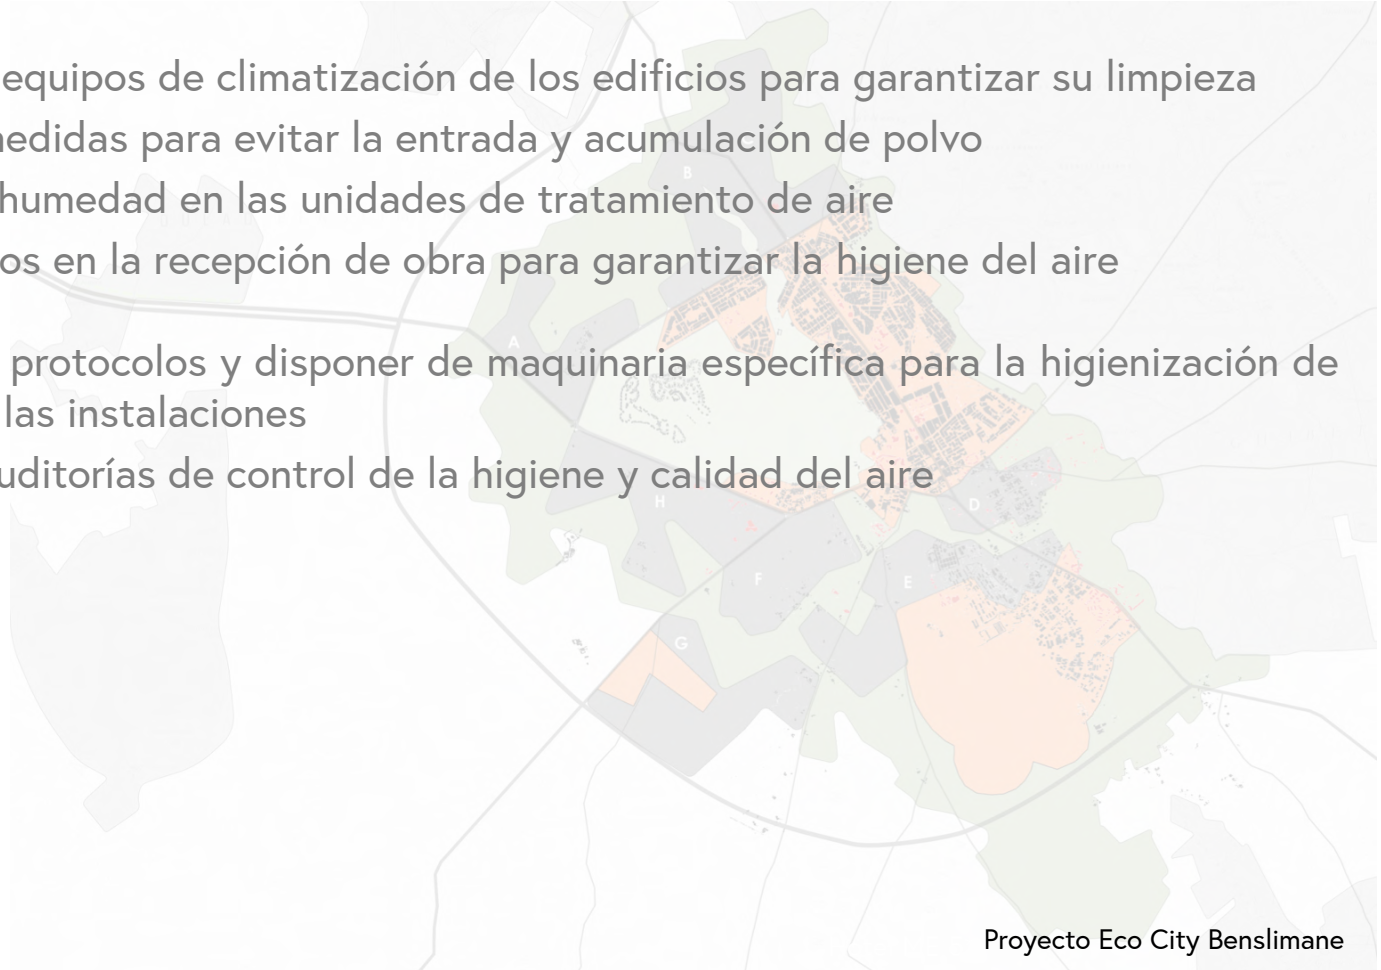 equipos de climatización de los edificios para garantizar su limpieza
medidas para evitar la entrada y acumulación de polvo
humedad en las unidades de tratamiento de aire
os en la recepción de obra para garantizar la higiene del aire
protocolos y disponer de maquinaria específica para la higienización de
las instalaciones
uditorías de control de la higiene y calidad del aire
B
A
H
D
F
E
G
Proyecto Eco City Benslimane